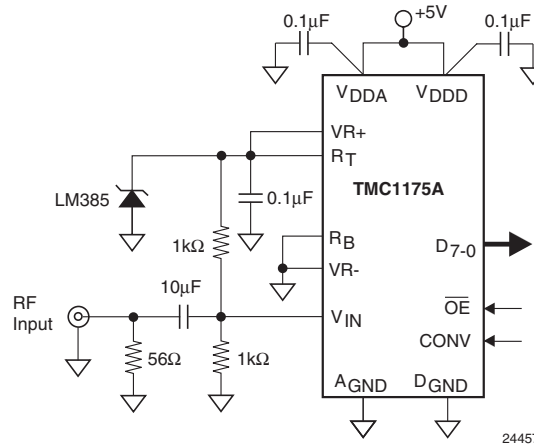 +5V
0.1μF
0.1μF
VDDA
VDDD
VR+
RT
TMC1175A
LM385
0.1μF
1kΩ
RB
VR-
D7-0
10μF
RF
Input
VIN
OE
CONV
56Ω
1kΩ
AGND
DGND
24457